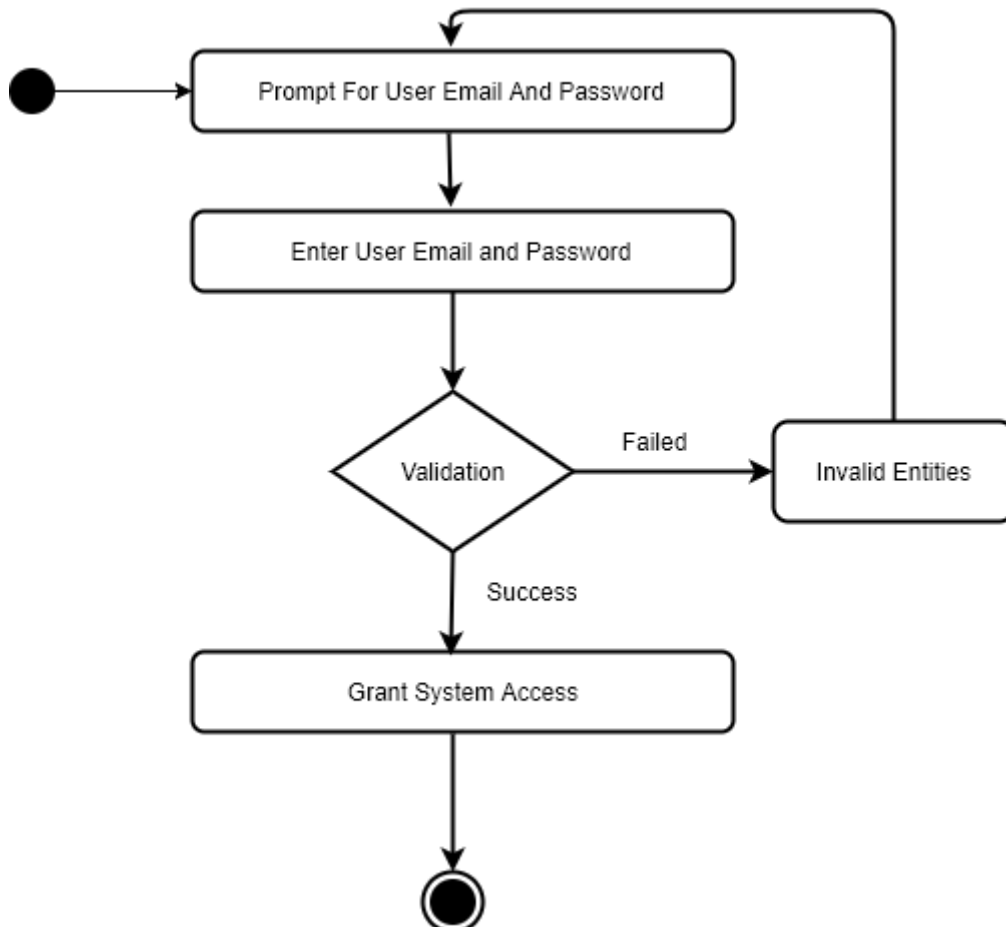 Prompt For User Email And Password
Enter User Email and Password
Failed
Validation
Invalid Entities
Success
Grant System Access